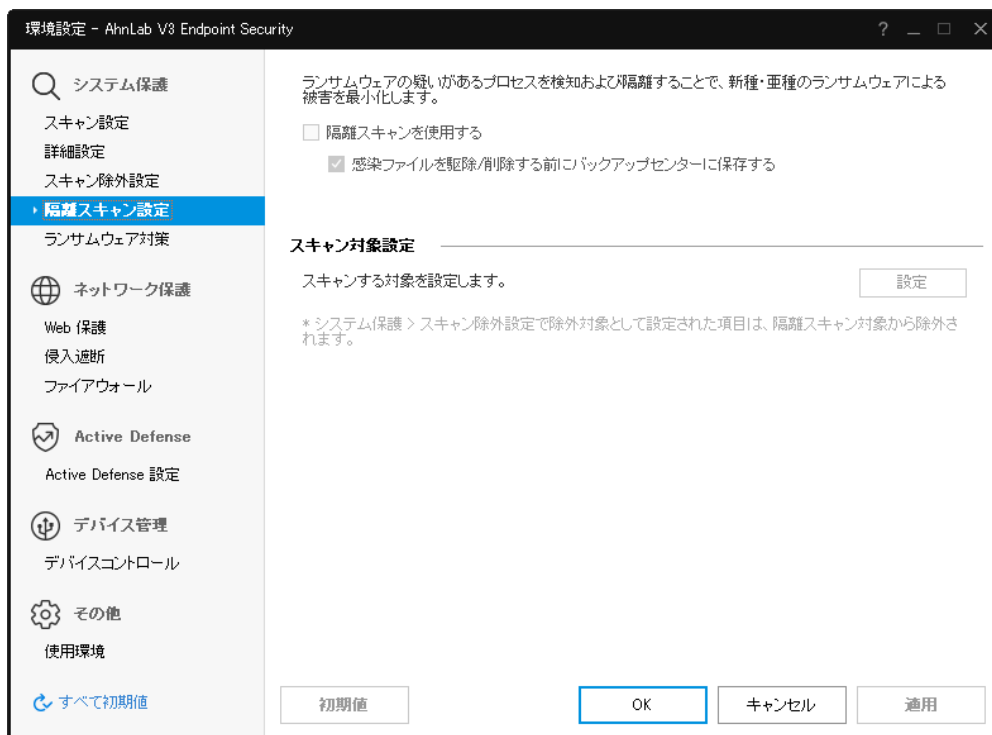 環境設定 - AhnLab V3 Endpoint Security
?
システム保護
スキャン設定
詳細設定
スキャン除外設定
隔離スキャン設定
ランサムウェア対策
ネットワーク保護
Web 保護
侵入遮断
ファイアウォール
Active Defense
Active Defense 設定
デバイス管理
デバイスコントロール
その他
使用環境
すべて初期値
ランサムウェアの疑いがあるプロセスを検知および隔離することで、新種・亜種のランサムウェアによる
被害を最小化します。
隔離スキャンを使用する
感染ファイルを駆除/削除する前にバックアップセンターに保存する
スキャン対象設定
スキャンする対象を設定します。
設定
* システム保護 > スキャン除外設定で除外対象として設定された項目は、隔離スキャン対象から除外さ
れます。
初期値
OK
キャンセル
適用